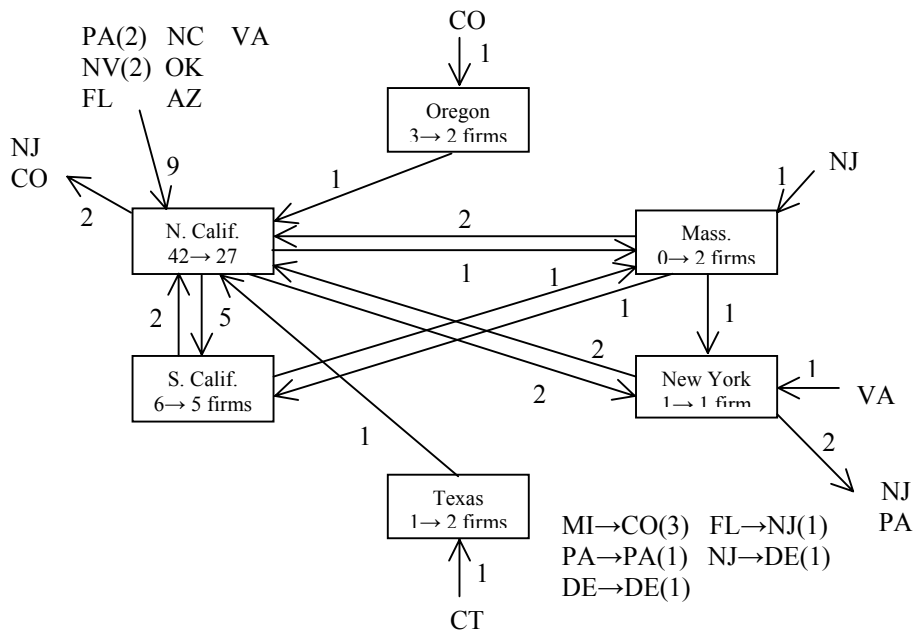 CO
PA(2) NC VA
NV(2) OK
FL AZ
1
Oregon
3→ 2 firms
NJ
CO
9
1
1
NJ
2
N. Calif.
42→ 27
2
Mass.
0→ 2 firms
1
1
2
5
1
1
S. Calif.
6→ 5 firms
2
2
New York
1→ 1 firm
1
VA
1
2
Texas
1→ 2 firms
NJ
PA
MI→CO(3) FL→NJ(1)
PA→PA(1) NJ→DE(1)
DE→DE(1)
1
CT